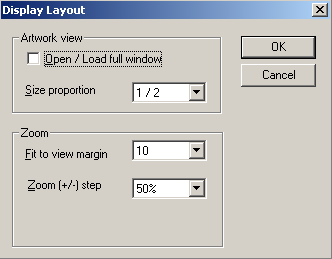 Display Layout
Artwork view
Open / Load full window
Size proportion 1 / 2
OK
Cancel
Zoom
Fit to view margin 10
Zoom (+/-) step 50%